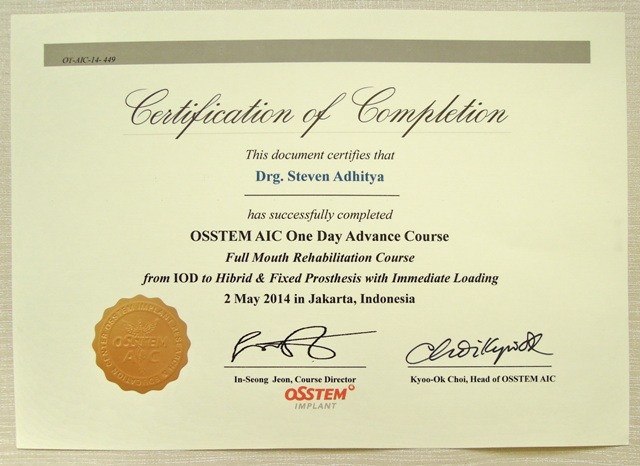 OI-AIC-14- 449
Certification of Completion
This document certifies that
Drg. Steven Adhitya
has successfully completed
OSSTEM AIC One Day Advance Course
Full Mouth Rehabilitation Course
from IOD to Hibrid & Fixed Prosthesis with Immediate Loading
2 May 2014 in Jakarta, Indonesia
OSSTEM
AIC
In-Seong Jeon, Course Director
Kyoo-Ok Choi, Head of OSSTEM AIC
OSSTEM
IMPLANT